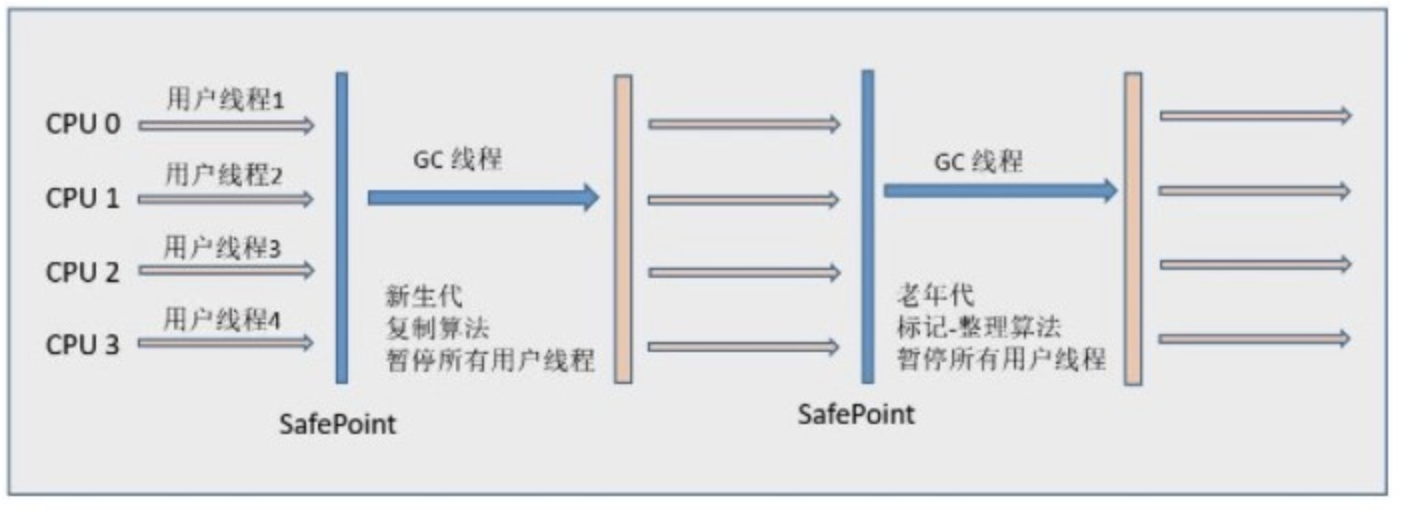 CPU 0
用户线程1
CPU 1
用户线程2
CPU 2
用户线程3
CPU 3
用户线程4
SafePoint
GC 线程
新生代
复制算法
暂停所有用户线程
SafePoint
GC 线程
老年代
标记-整理算法
暂停所有用户线程